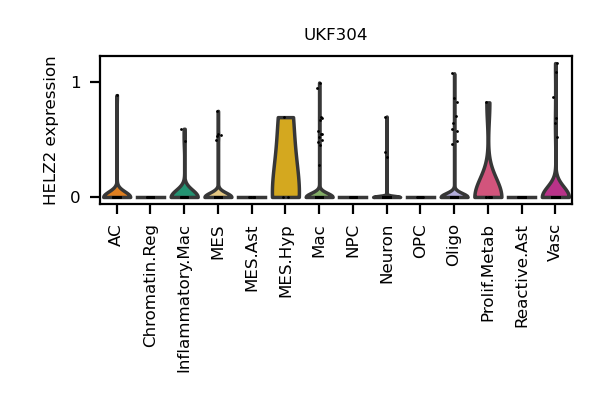 UKF304
HELZ2 expression
1
0
AC
Chromatin.Reg
Inflammatory.Mac
MES
MES.Ast
MES.Hyp
Mac
NPC
Neuron
OPC
Oligo
Prolif.Metab
Reactive.Ast
Vasc